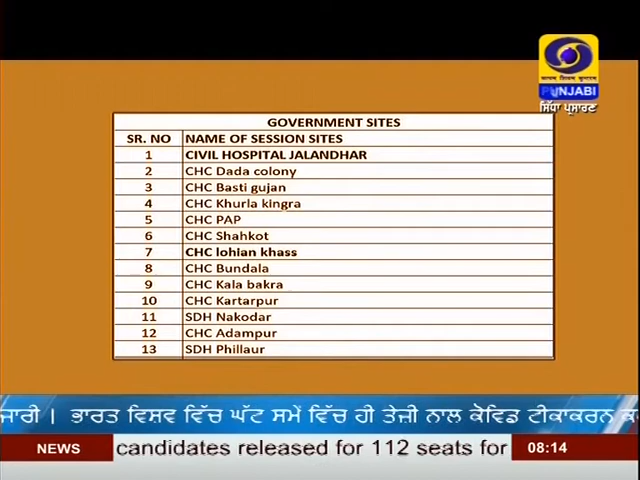 PUNJABI
ਸਿੱਧਾ ਪ੍ਰਸਾਰਣ
GOVERNMENT SITES
SR. NO NAME OF SESSION SITES
1 CIVIL HOSPITAL JALANDHAR
2 CHC Dada colony
3 CHC Basti gujan
4 CHC Khurla kingra
5 CHC PAP
6 CHC Shahkot
7 CHC lohian khass
8 CHC Bundala
9 CHC Kala bakra
10 CHC Kartarpur
11 SDH Nakodar
12 CHC Adampur
13 SDH Phillaur
ਜਾਰੀ । ਭਾਰਤ ਵਿਸ਼ਵ ਵਿੱਚ ਘੱਟ ਸਮੇਂ ਵਿੱਚ ਹੀ ਤੇਜ਼ੀ ਨਾਲ ਕੋਵਿਡ ਟੀਕਾਕਰਨ
NEWS candidates released for 112 seats for 08:14